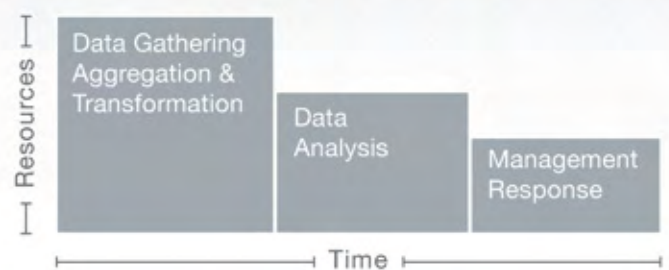 Resources
Data Gathering
Aggregation &
Transformation
Data
Analysis
Management
Response
Time